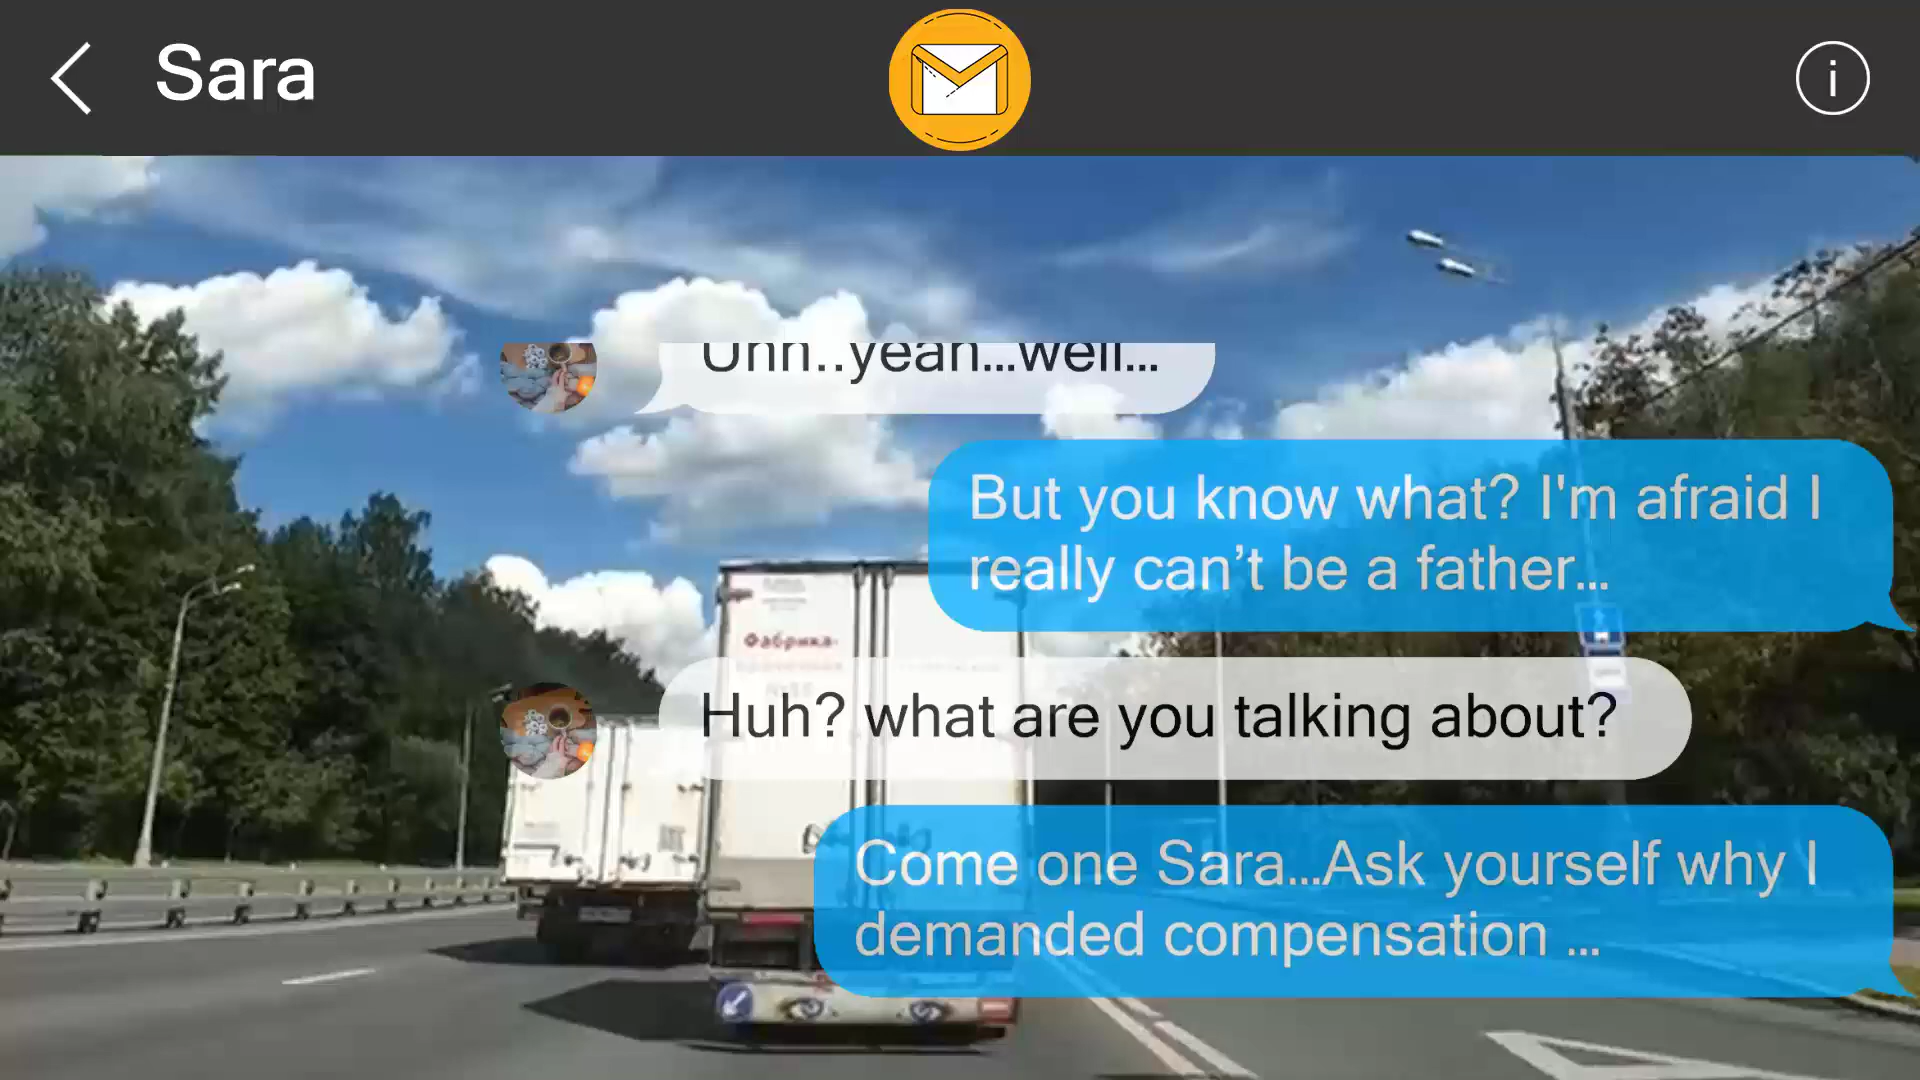 Sara
Uhh..yeah...well...
But you know what? I'm afraid I
really can’t be a father...
Фабрика-
Huh? what are you talking about?
Come one Sara...Ask yourself why I
demanded compensation ...